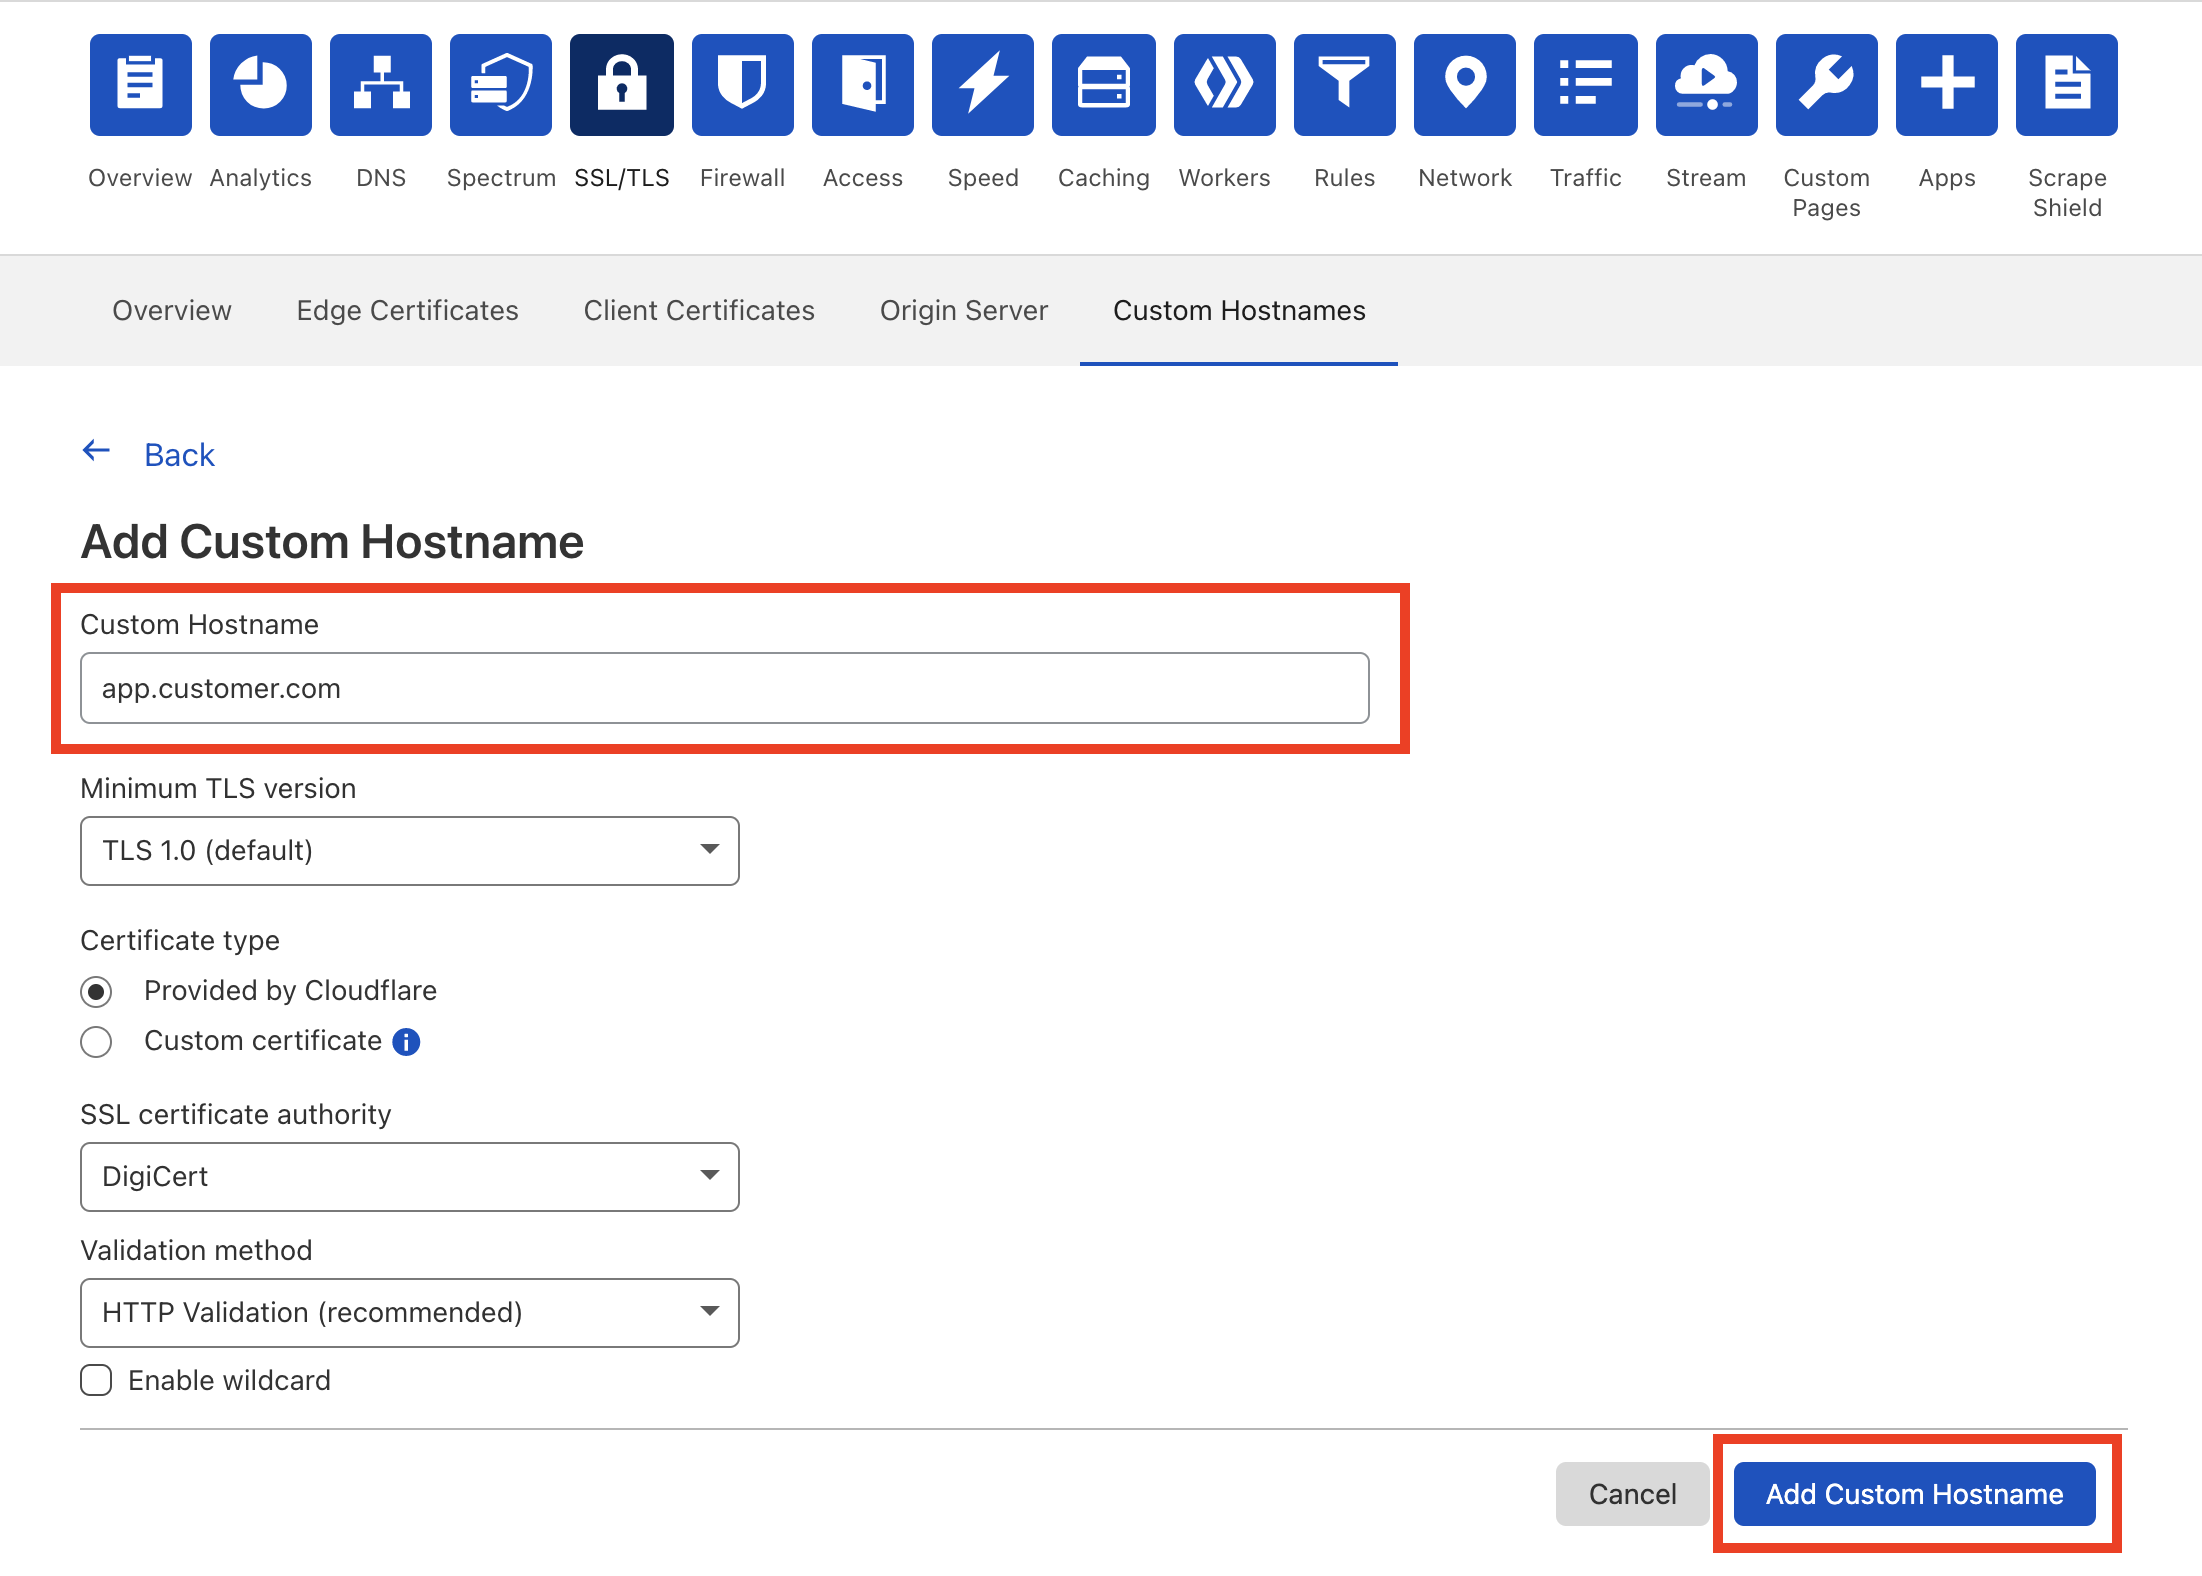 Overview Analytics DNS Spectrum SSL/TLS Firewall Access Speed Caching Workers Rules Network Traffic Stream Custom Pages Apps Scrape Shield
Overview Edge Certificates Client Certificates Origin Server Custom Hostnames
Back
Add Custom Hostname
Custom Hostname
app.customer.com
Minimum TLS version
TLS 1.0 (default)
Certificate type
Provided by Cloudflare
Custom certificate
SSL certificate authority
DigiCert
Validation method
HTTP Validation (recommended)
Enable wildcard
Cancel Add Custom Hostname